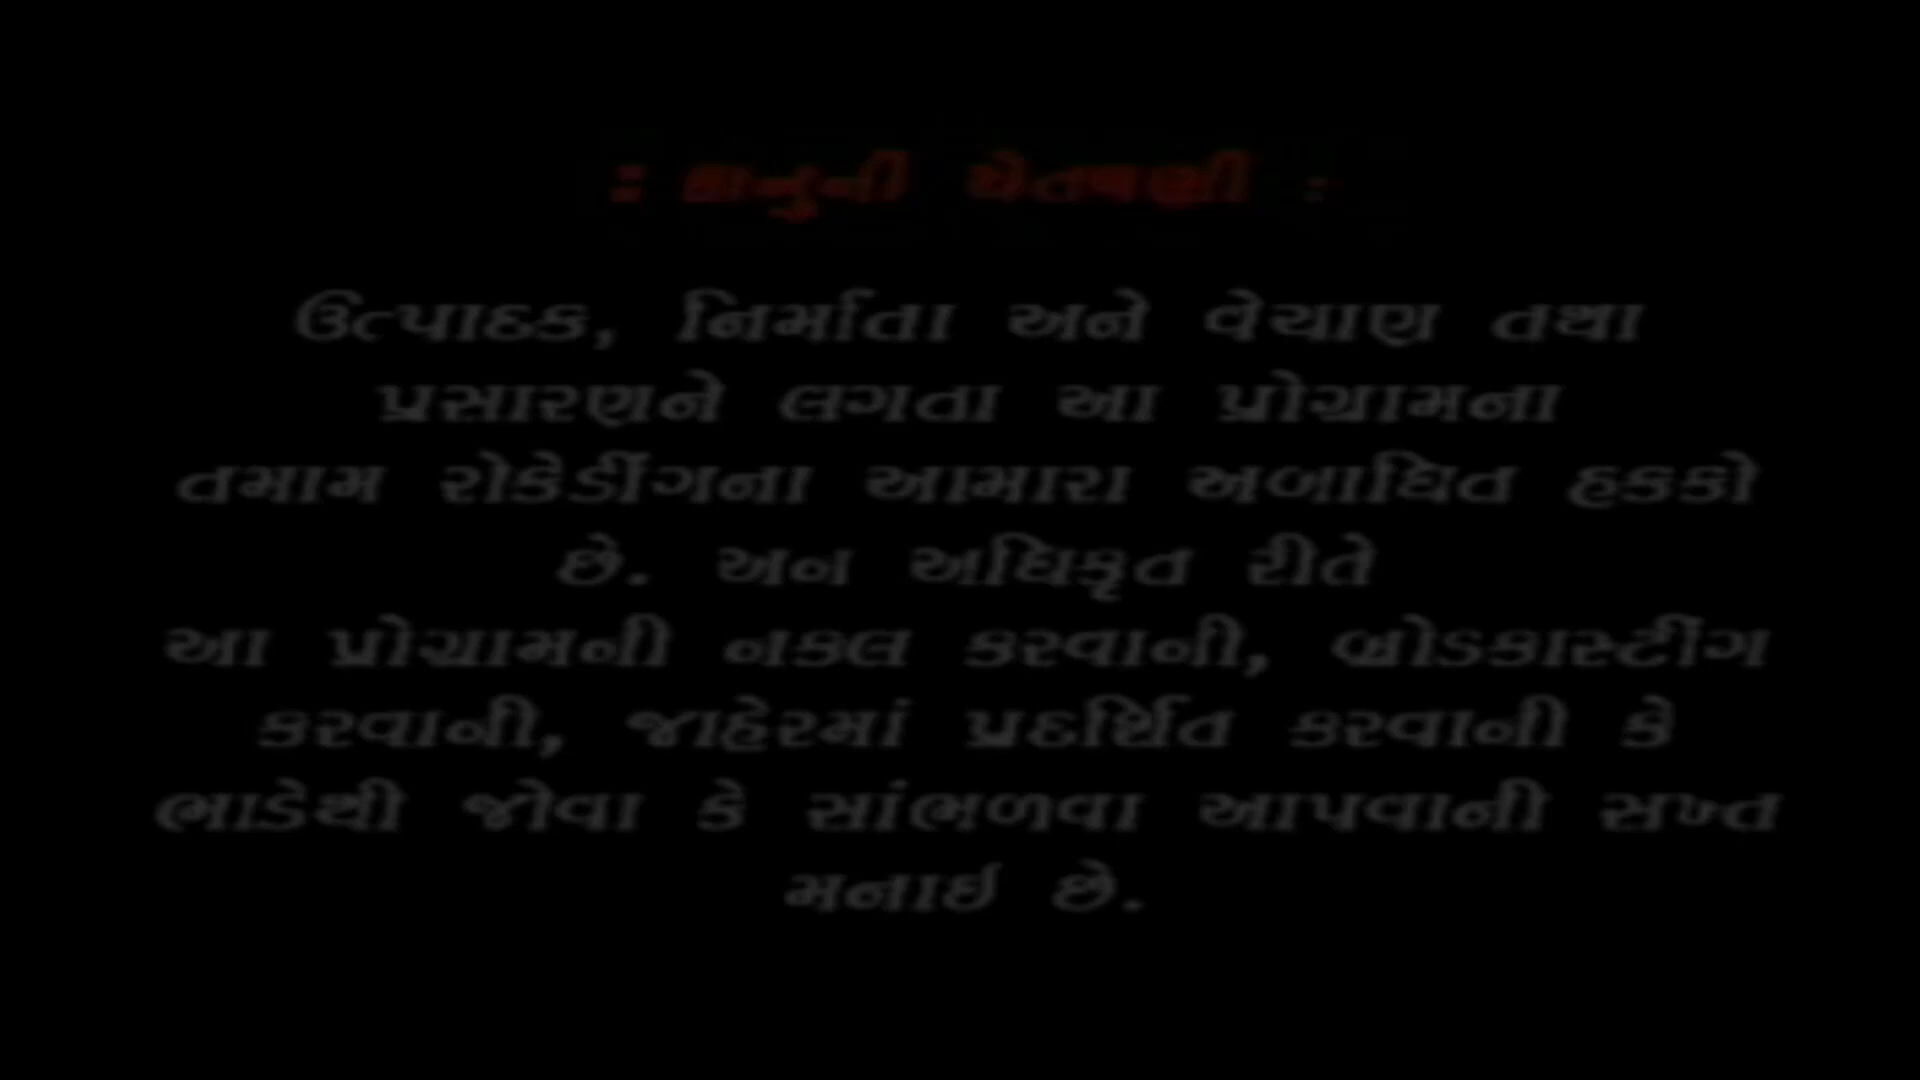 : કાનુની ચેતવણી :
ઉત્પાદક, નિર્માતા અને વેચાણ તથા
પ્રસારણને લગતા આ પ્રોગ્રામના
તમામ રોકેર્ડીંગના આમારા અબાધિત હકકો
છે. અન અધિકૃત રીતે
આ પ્રોગ્રામની નકલ કરવાની, બ્રોડકાસ્ટીંગ
કરવાની, જાહેરમાં પ્રદર્શિત કરવાની કે
ભાડેથી જોવા કે સાંભળવા આપવાની સખ્ત
મનાઇ છે.